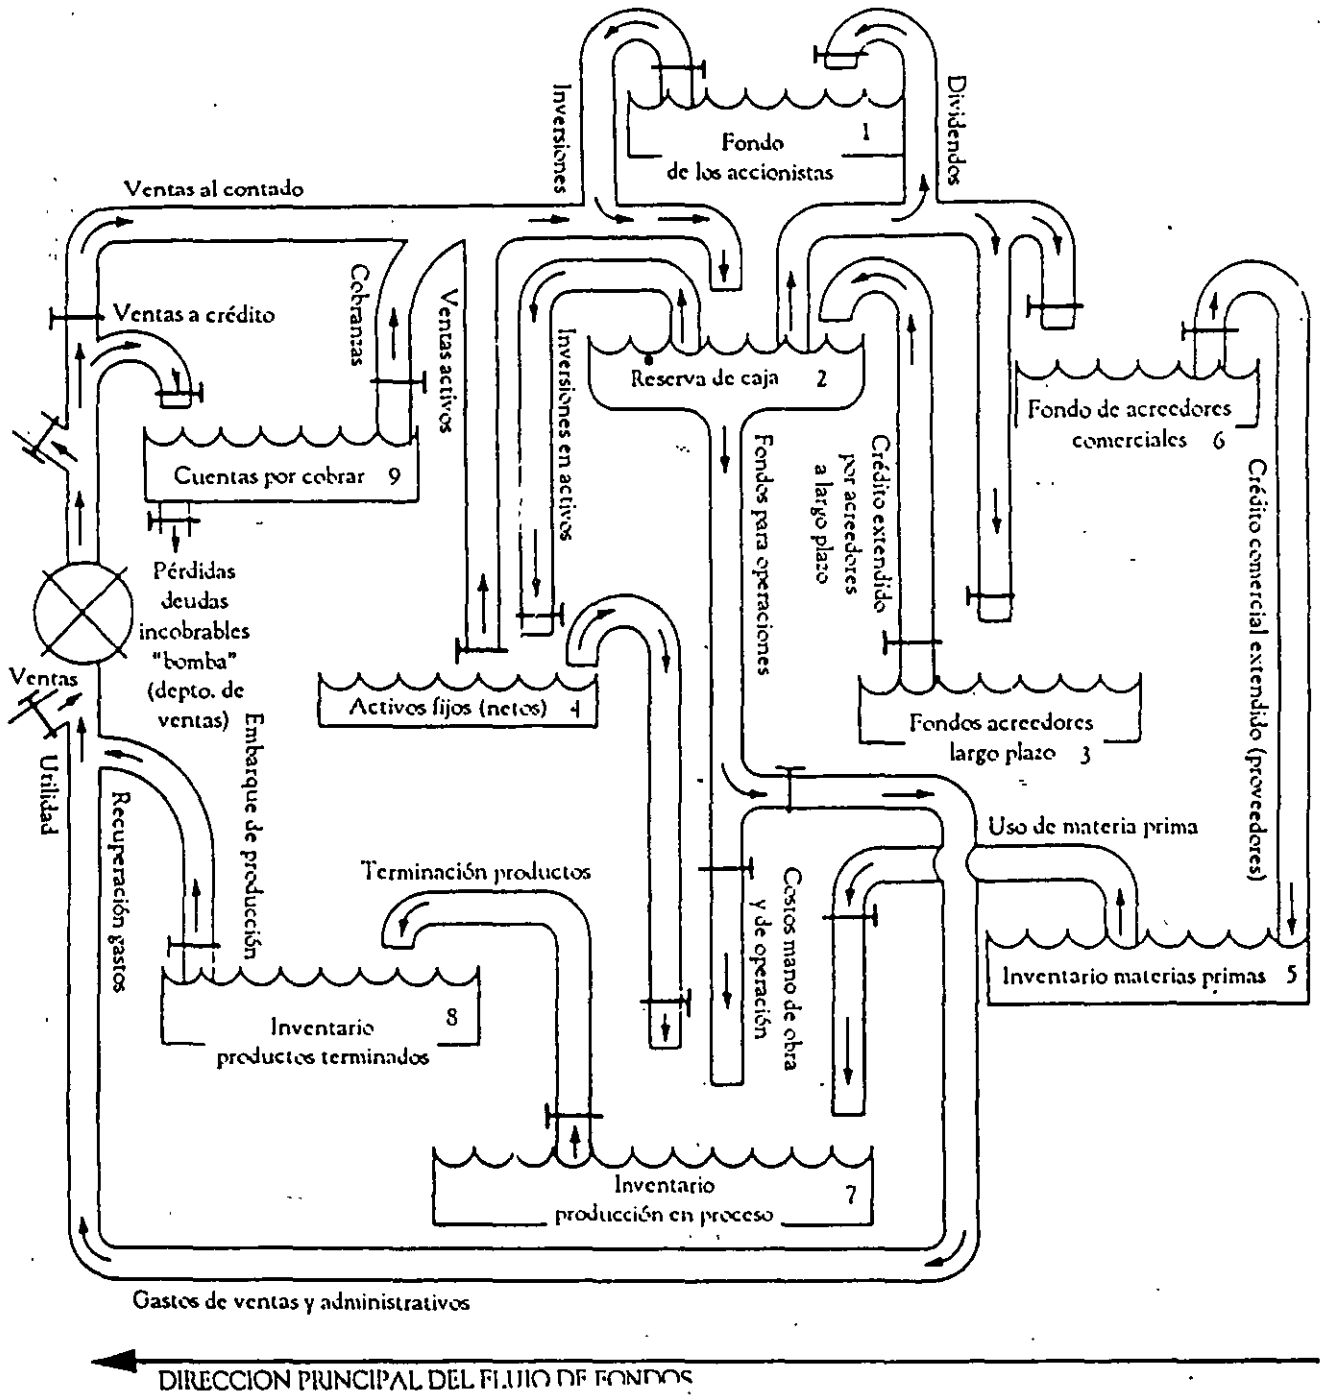 Inversiones
Dividendos
Fondo 1
de los accionistas
Ventas al contado
Ventas a crédito
Cobranzas
Ventas activos
Inversiones en activos
Reserva de caja 2
Fondos para operaciones
Crédito extendido
por acreedores
a largo plazo
Fondo de acreedores
comerciales 6
Crédito comercial extendido (proveedores)
Cuentas por cobrar 9
Pérdidas
deudas
incobrables
"bomba"
(depto. de
ventas)
Ventas
Utilidad
Activos fijos (netos) 4
Fondos acreedores
largo plazo 3
Embarque de producción
Recuperación gastos
Terminación productos
Uso de materia prima
Costos mano de obra
y de operación
Inventario materias primas 5
Inventario 8
productos terminados
Inventario 7
producción en proceso
Gastos de ventas y administrativos
DIRECCION PRINCIPAL DEL FLUJO DE FONDOS